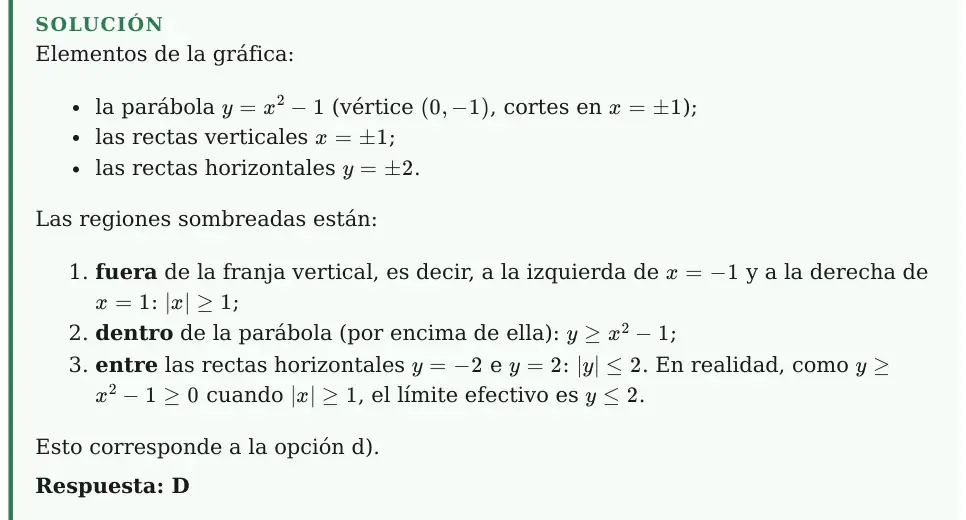 SOLUCIÓN
Elementos de la gráfica:
• la parábola y = x² − 1 (vértice (0, −1), cortes en x = ±1);
• las rectas verticales x = ±1;
• las rectas horizontales y = ±2.
Las regiones sombreadas están:
1. fuera de la franja vertical, es decir, a la izquierda de x = −1 y a la derecha de
x = 1: |x| ≥ 1;
2. dentro de la parábola (por encima de ella): y ≥ x² − 1;
3. entre las rectas horizontales y = −2 e y = 2: |y| ≤ 2. En realidad, como y ≥
x² − 1 ≥ 0 cuando |x| ≥ 1, el límite efectivo es y ≤ 2.
Esto corresponde a la opción d).
Respuesta: D